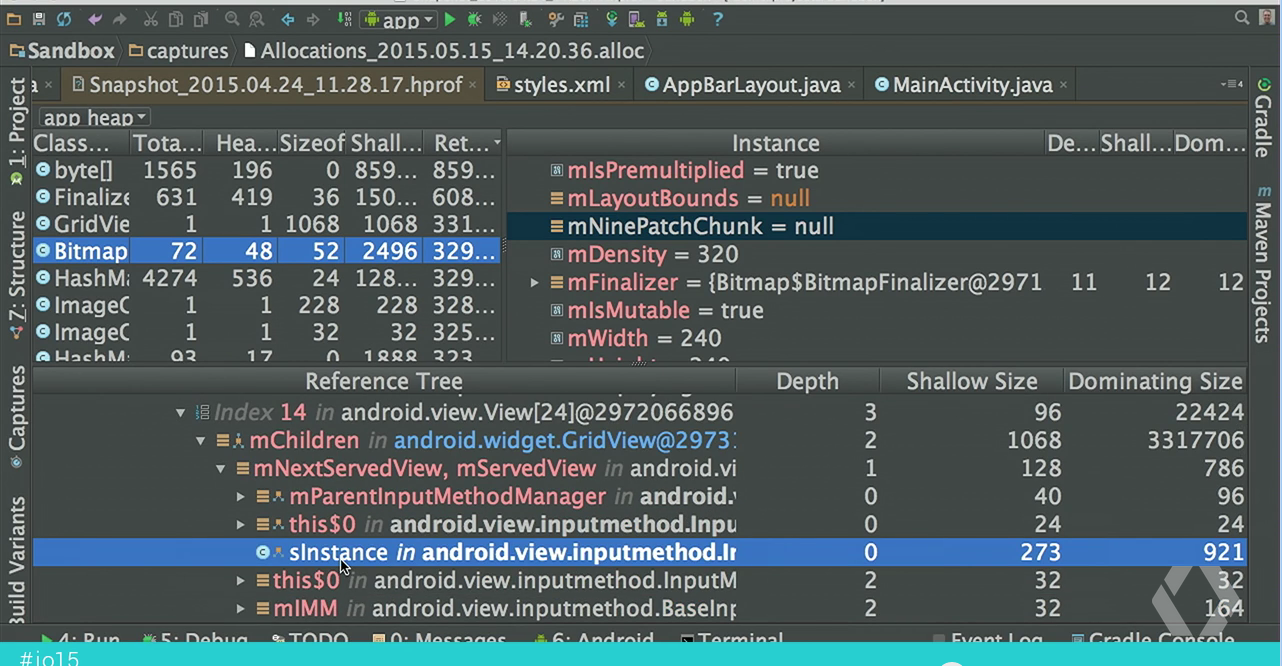 app
?
Sandbox captures Allocations_2015.05.15_14.20.36.alloc
a × Snapshot_2015.04.24_11.28.17.hprof × styles.xml × AppBarLayout.java × MainActivity.java ×
app heap
Class... Tota... Hea... Sizeof Shall... Ret...
byte[] 1565 196 0 859... 859...
Finalize 631 419 36 150... 608...
GridVie 1 1 1068 1068 331...
Bitmap 72 48 52 2496 329...
HashMa 4274 536 24 128... 329...
ImageC 1 1 228 228 328...
ImageC 1 1 32 32 325...
HashMa 93 17 0 1888 323
Instance De... Shall... Dom...
mIsPremultiplied = true
mLayoutBounds = null
mNinePatchChunk = null
mDensity = 320
mFinalizer = {Bitmap$BitmapFinalizer@2971 11 12 12
mIsMutable = true
mWidth = 240
Reference Tree Depth Shallow Size Dominating Size
Index 14 in android.view.View[24]@2972066896 3 96 22424
mChildren in android.widget.GridView@29731 2 1068 3317706
mNextServedView, mServedView in android.vi 1 128 786
mParentInputMethodManager in android.v 0 40 96
this$0 in android.view.inputmethod.Inpu 0 24 24
sInstance in android.view.inputmethod.Ir 0 273 921
this$0 in android.view.inputmethod.InputM 2 32 32
mIMM in android.view.inputmethod.BaseInp 2 32 164
1: Project
7: Structure
Captures
Build Variants
Gradle
m Maven Projects
4: Run 5: Debug TODO 0: Messages 6: Android Terminal Event Log Gradle Console
#io15